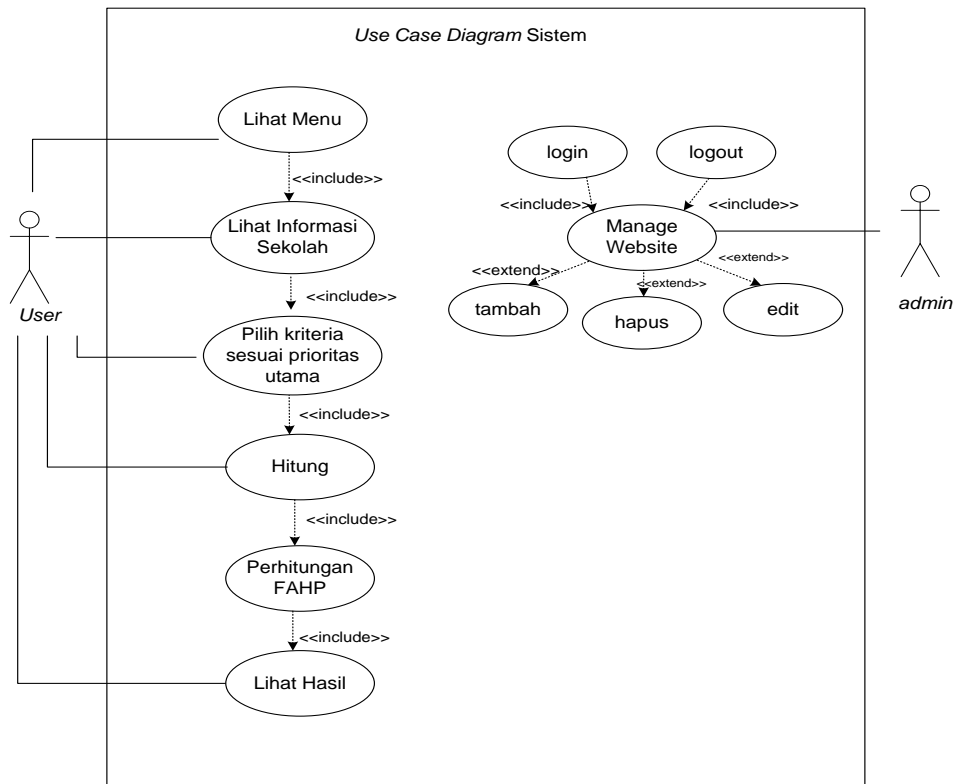 Use Case Diagram Sistem
Lihat Menu
<<include>>
Lihat Informasi
Sekolah
<<include>>
Pilih kriteria
sesuai prioritas
utama
<<include>>
Hitung
<<include>>
Perhitungan
FAHP
<<include>>
Lihat Hasil
User
login
logout
<<include>>
<<include>>
Manage
Website
<<extend>>
<<extend>>
<<extend>>
tambah
hapus
edit
admin